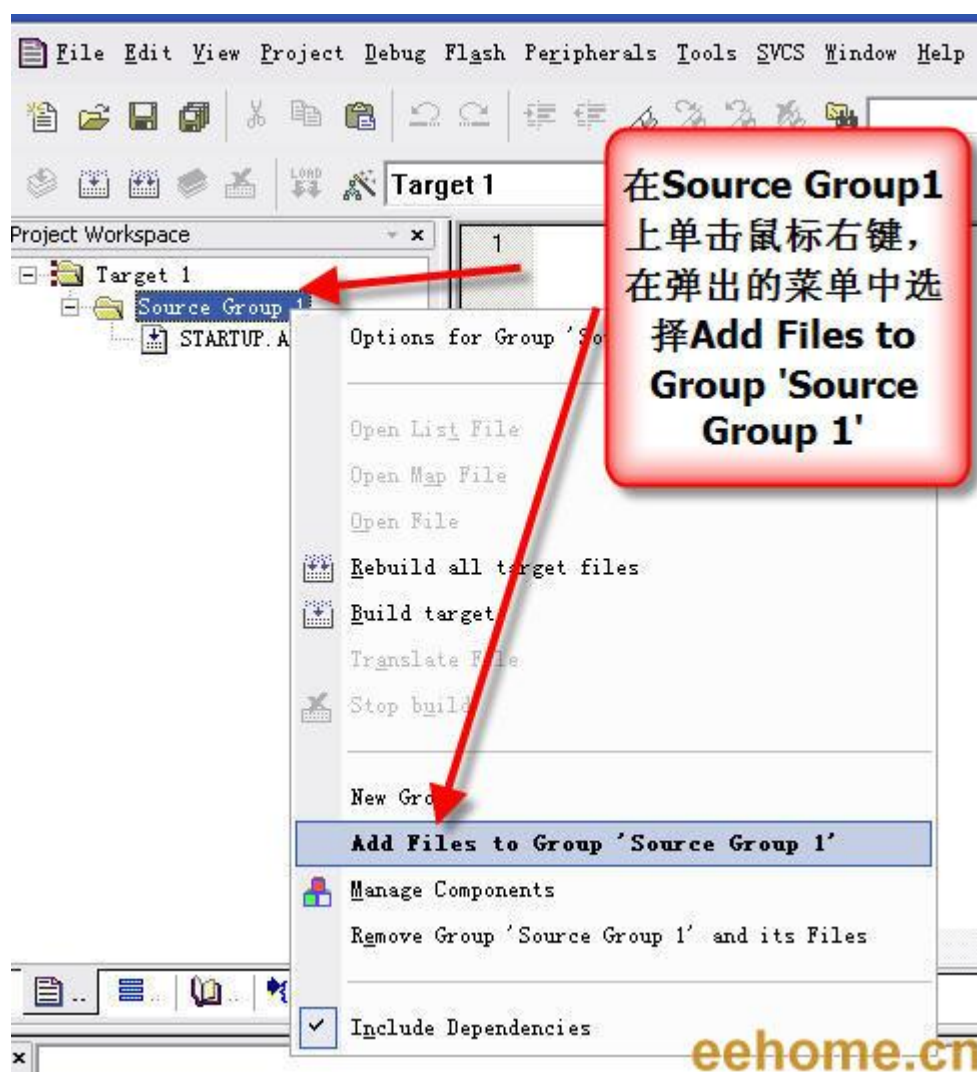 File Edit View Project Debug Flash Peripherals Tools SVCS Window Help
LOAD
Target 1
Project Workspace
1
Target 1
Source Group 1
STARTUP.A
在Source Group1
上单击鼠标右键，
在弹出的菜单中选
择Add Files to
Group 'Source
Group 1'
Options for Group 'Sou
Open List File
Open Map File
Open File
Rebuild all target files
Build target
Translate File
Stop build
New Gro
Add Files to Group 'Source Group 1'
Manage Components
Remove Group 'Source Group 1' and its Files
Include Dependencies
eehome.cn